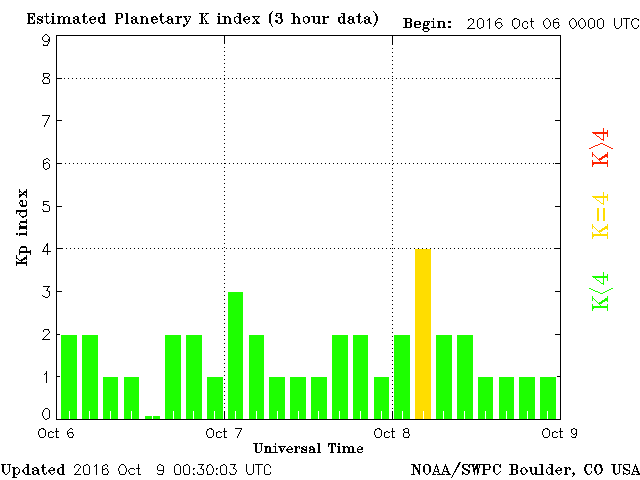 Estimated Planetary K index (3 hour data) Begin: 2016 Oct 06 0000 UTC
9
8
7
6
5
4
3
2
1
0
Kp index
K>4
K=4
K<4
Oct 6 Oct 7 Oct 8 Oct 9
Universal Time
Updated 2016 Oct 9 00:30:03 UTC NOAA/SWPC Boulder, CO USA